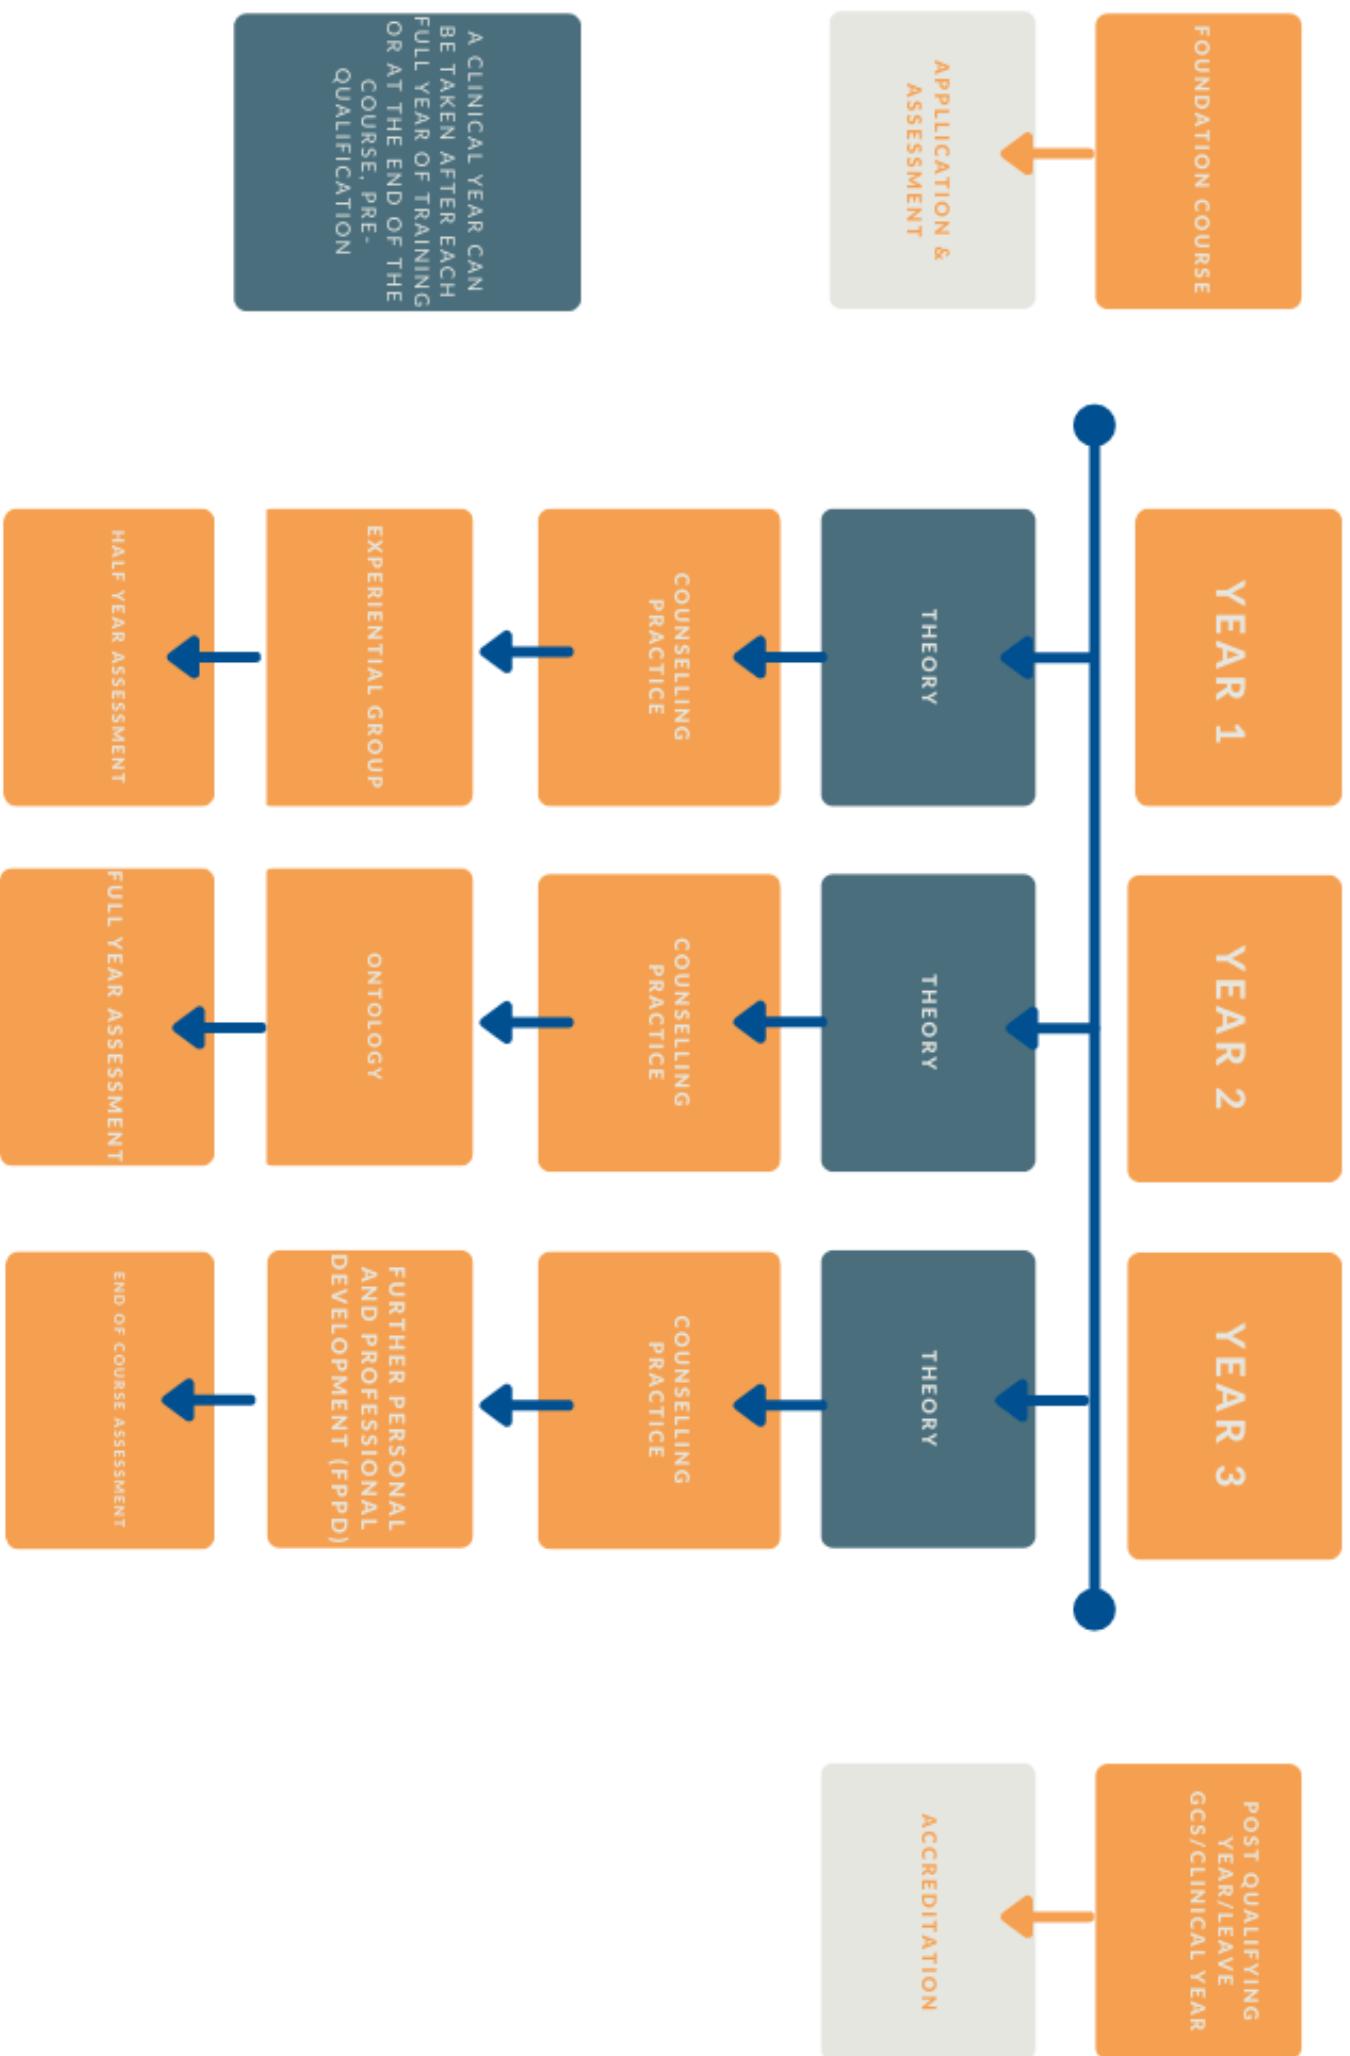 FOUNDATION COURSE
APPLLICATION &
ASSESSMENT
A CLINICAL YEAR CAN
BE TAKEN AFTER EACH
FULL YEAR OF TRAINING
OR AT THE END OF THE
COURSE, PRE-
QUALIFICATION
YEAR 1
THEORY
COUNSELLING
PRACTICE
EXPERIENTIAL GROUP
HALF YEAR ASSESSMENT
YEAR 2
THEORY
COUNSELLING
PRACTICE
ONTOLOGY
FULL YEAR ASSESSMENT
YEAR 3
THEORY
COUNSELLING
PRACTICE
FURTHER PERSONAL
AND PROFESSIONAL
DEVELOPMENT (FPPD)
END OF COURSE ASSESSMENT
POST QUALIFYING
YEAR/LEAVE
GCS/CLINICAL YEAR
ACCREDITATION